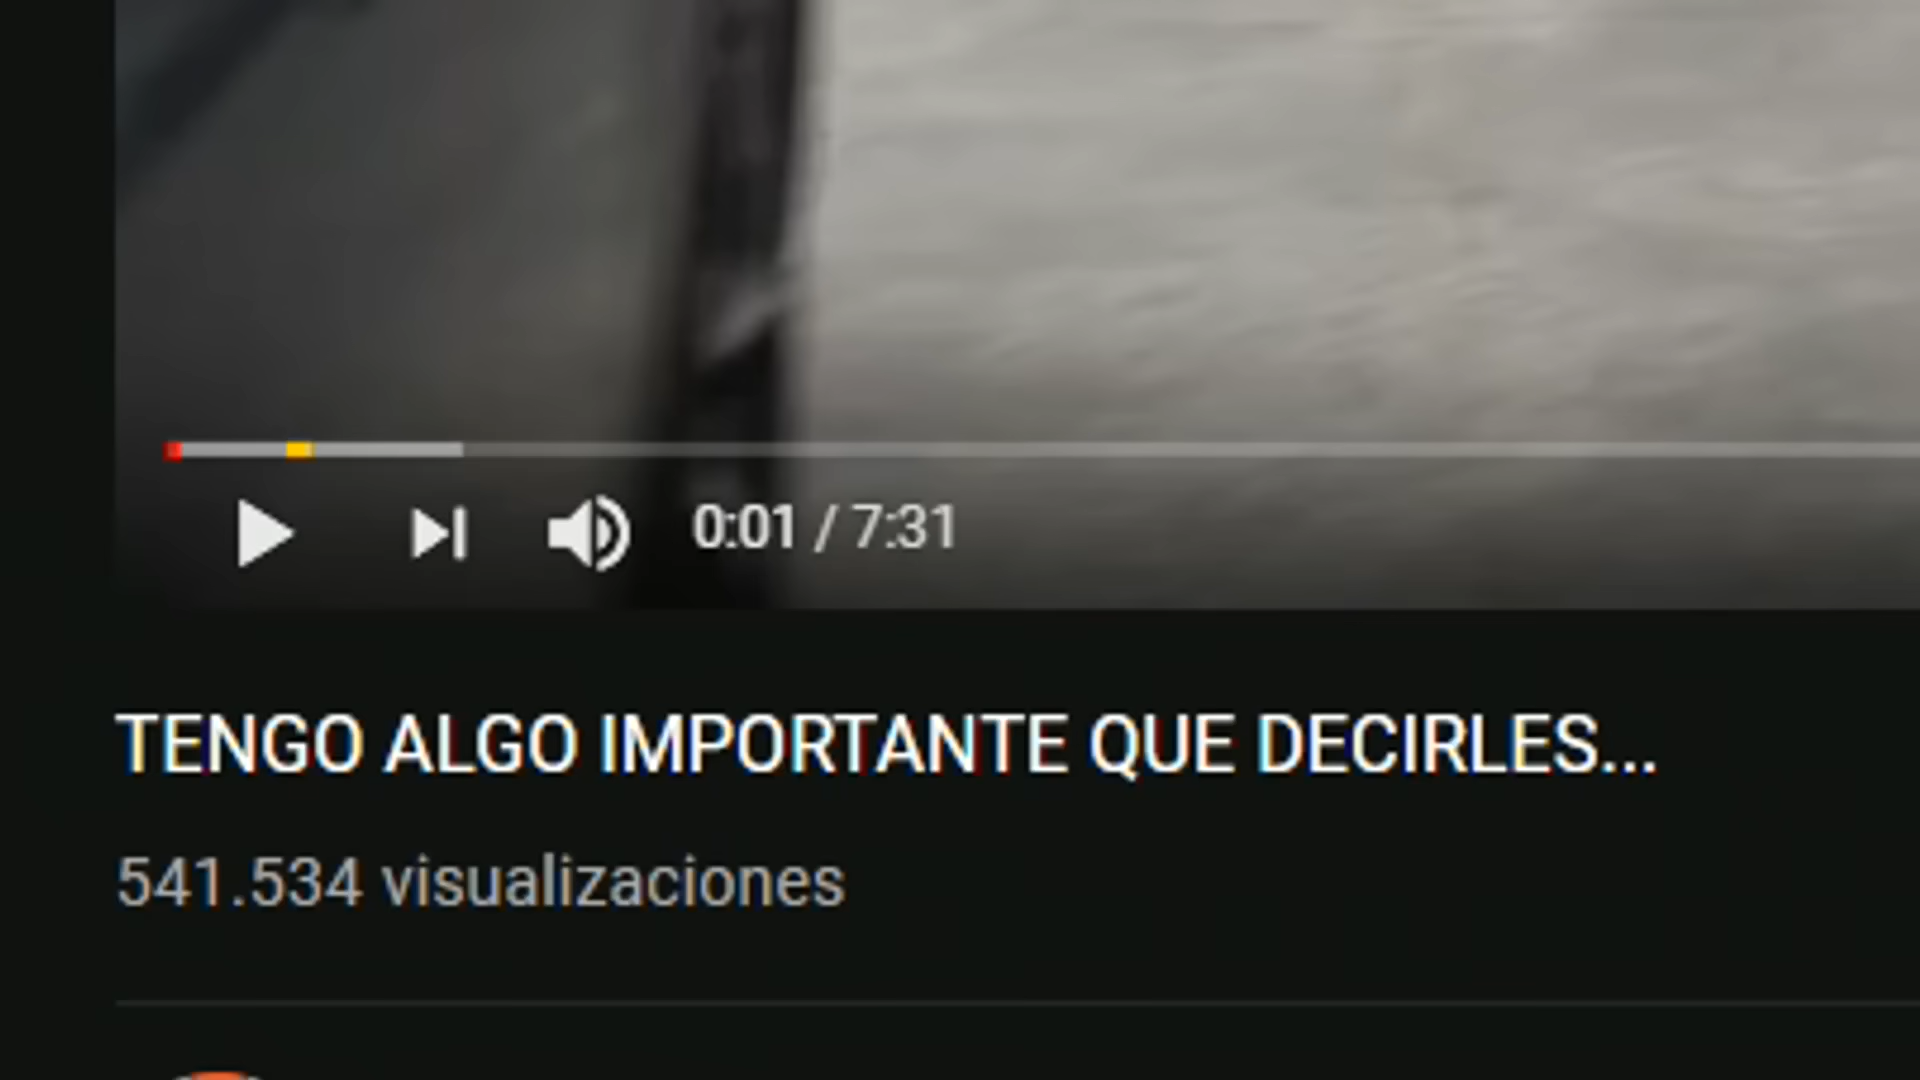 0:01 / 7:31
TENGO ALGO IMPORTANTE QUE DECIRLES...
541.534 visualizaciones